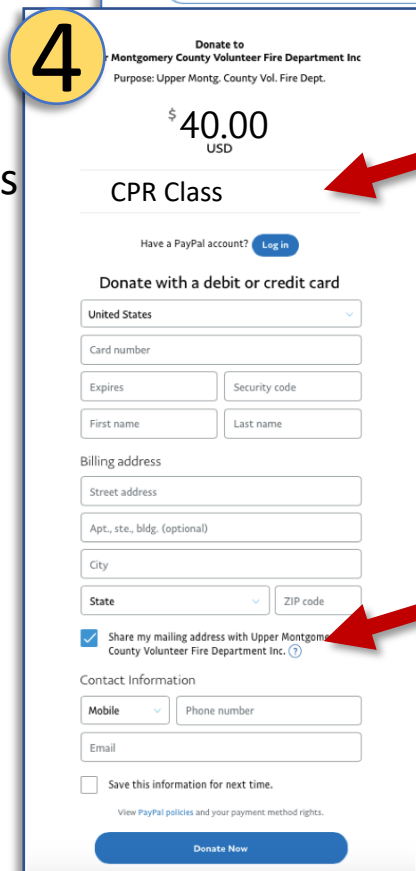 4
Donate to
Montgomery County Volunteer Fire Department Inc
Purpose: Upper Montg. County Vol. Fire Dept.
$40.00
USD
s
CPR Class
Have a PayPal account? Log in
Donate with a debit or credit card
United States
Card number
Expires Security code
First name Last name
Billing address
Street address
Apt., ste., bldg. (optional)
City
State ZIP code
Share my mailing address with Upper Montgome
County Volunteer Fire Department Inc. ?
Contact Information
Mobile Phone number
Email
Save this information for next time.
View PayPal policies and your payment method rights.
Donate Now